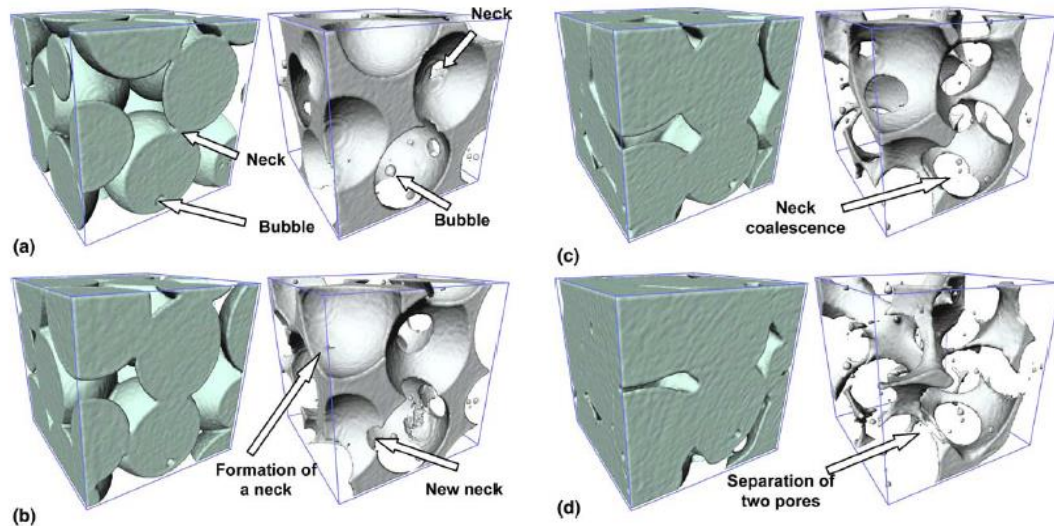 Neck
Neck
Bubble
Bubble
(a)
Formation of
a neck
New neck
(b)
Neck
coalescence
(c)
Separation of
two pores
(d)